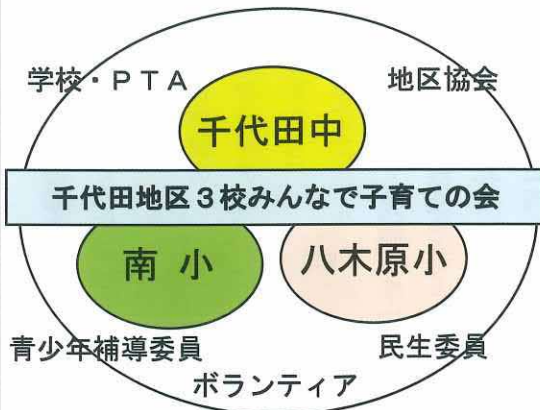 学校・ＰＴＡ
地区協会
千代田中
千代田地区３校みんなで子育ての会
南 小
八木原小
青少年補導委員
民生委員
ボランティア